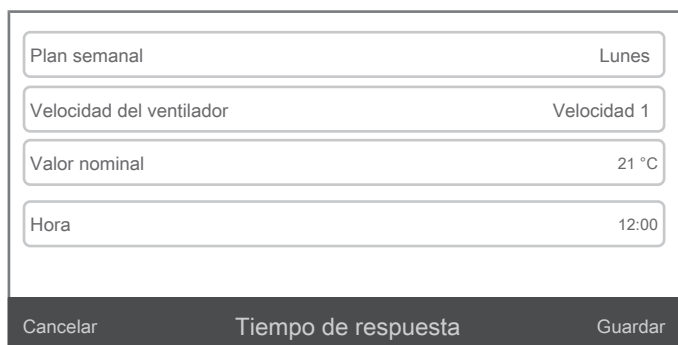 Plan semanal Lunes
Velocidad del ventilador Velocidad 1
Valor nominal 21 °C
Hora 12:00
Cancelar Tiempo de respuesta Guardar